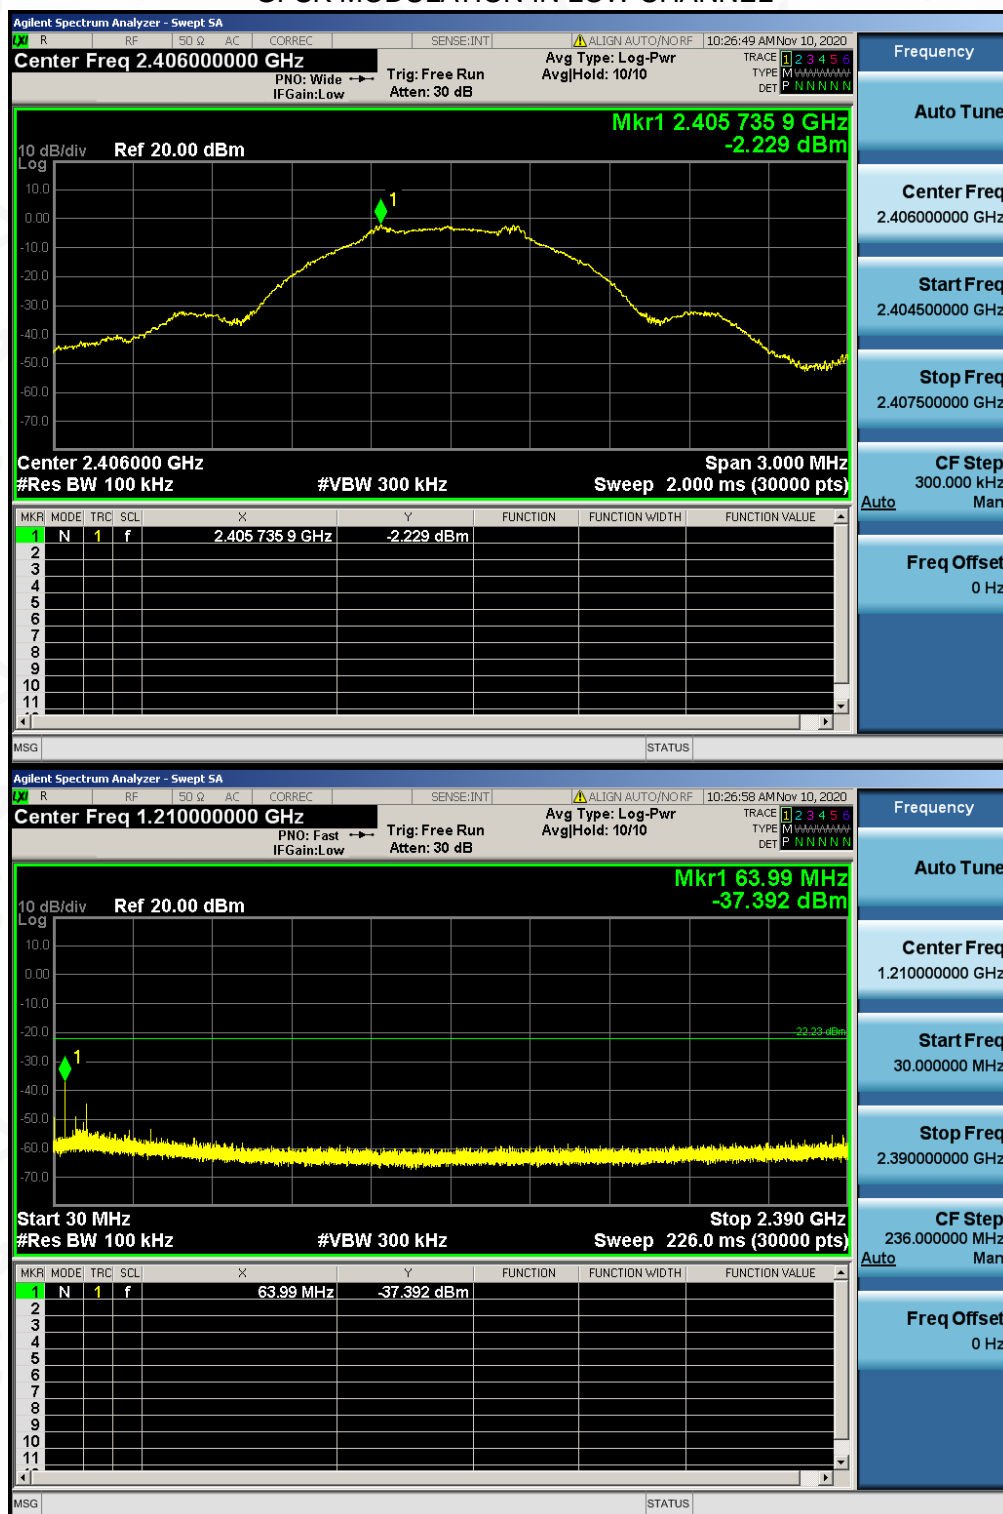 GFSK MODULATION IN LOW CHANNEL
Agilent Spectrum Analyzer - Swept SA
LXI R RF 50 Ω AC CORREC SENSE:INT ALIGN AUTO/NO RF 10:26:49 AM Nov 10, 2020
Center Freq 2.406000000 GHz
PNO: Wide
IFGain:Low
Trig: Free Run
Atten: 30 dB
Avg Type: Log-Pwr
Avg|Hold: 10/10
TRACE 1 2 3 4 5 6
TYPE M
DET P N N N N N
Mkr1 2.405 735 9 GHz
-2.229 dBm
10 dB/div Ref 20.00 dBm
Log
10.0
0.00
-10.0
-20.0
-30.0
-40.0
-50.0
-60.0
-70.0
1
Center 2.406000 GHz Span 3.000 MHz
#Res BW 100 kHz #VBW 300 kHz Sweep 2.000 ms (30000 pts)
MKR MODE TRC SCL X Y FUNCTION FUNCTION WIDTH FUNCTION VALUE
1 N 1 f 2.405 735 9 GHz -2.229 dBm
2
3
4
5
6
7
8
9
10
11
MSG STATUS
Frequency
Auto Tune
Center Freq
2.406000000 GHz
Start Freq
2.404500000 GHz
Stop Freq
2.407500000 GHz
CF Step
300.000 kHz
Auto Man
Freq Offset
0 Hz
Agilent Spectrum Analyzer - Swept SA
LXI R RF 50 Ω AC CORREC SENSE:INT ALIGN AUTO/NO RF 10:26:58 AM Nov 10, 2020
Center Freq 1.210000000 GHz
PNO: Fast
IFGain:Low
Trig: Free Run
Atten: 30 dB
Avg Type: Log-Pwr
Avg|Hold: 10/10
TRACE 1 2 3 4 5 6
TYPE M
DET P N N N N N
Mkr1 63.99 MHz
-37.392 dBm
10 dB/div Ref 20.00 dBm
Log
10.0
0.00
-10.0
-20.0
-30.0
-40.0
-50.0
-60.0
-70.0
-22.23 dBm
1
Start 30 MHz Stop 2.390 GHz
#Res BW 100 kHz #VBW 300 kHz Sweep 226.0 ms (30000 pts)
MKR MODE TRC SCL X Y FUNCTION FUNCTION WIDTH FUNCTION VALUE
1 N 1 f 63.99 MHz -37.392 dBm
2
3
4
5
6
7
8
9
10
11
MSG STATUS
Frequency
Auto Tune
Center Freq
1.210000000 GHz
Start Freq
30.000000 MHz
Stop Freq
2.390000000 GHz
CF Step
236.000000 MHz
Auto Man
Freq Offset
0 Hz